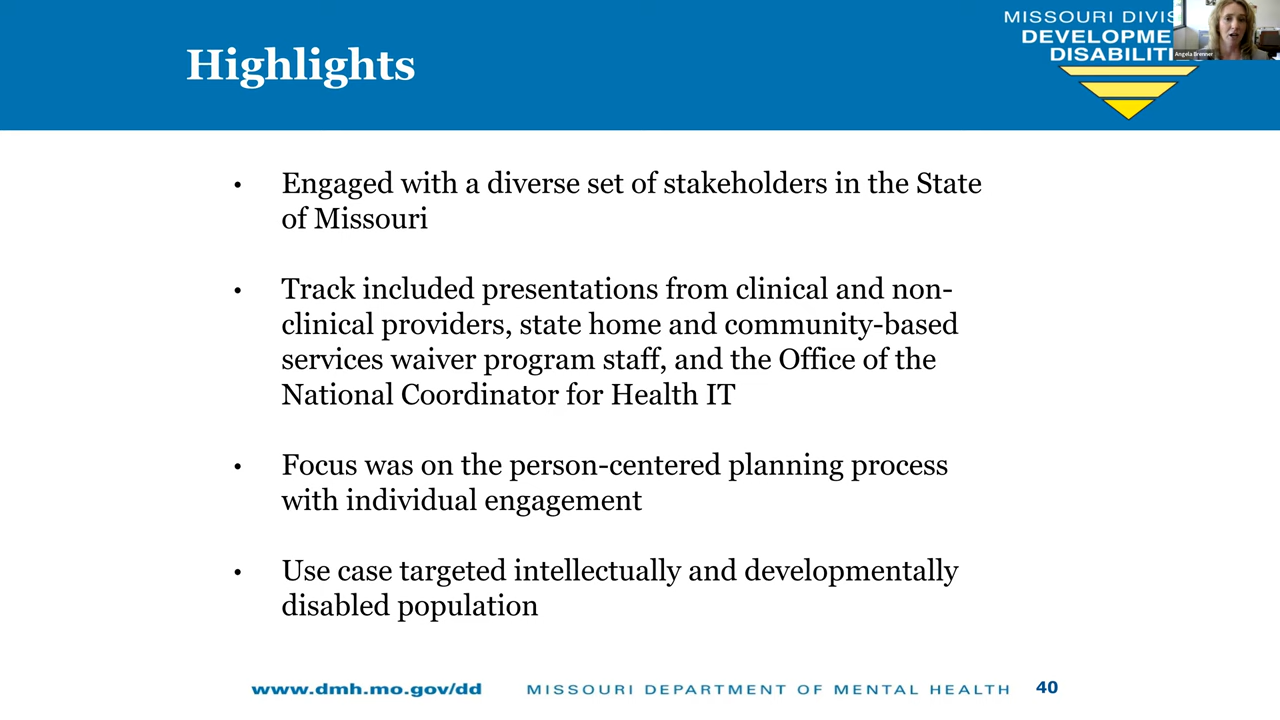 Highlights
MISSOURI DIVIS
DEVELOPME
DISABILITI
Angela Brenner
• Engaged with a diverse set of stakeholders in the State
of Missouri
• Track included presentations from clinical and non-
clinical providers, state home and community-based
services waiver program staff, and the Office of the
National Coordinator for Health IT
• Focus was on the person-centered planning process
with individual engagement
• Use case targeted intellectually and developmentally
disabled population
www.dmh.mo.gov/dd MISSOURI DEPARTMENT OF MENTAL HEALTH 40